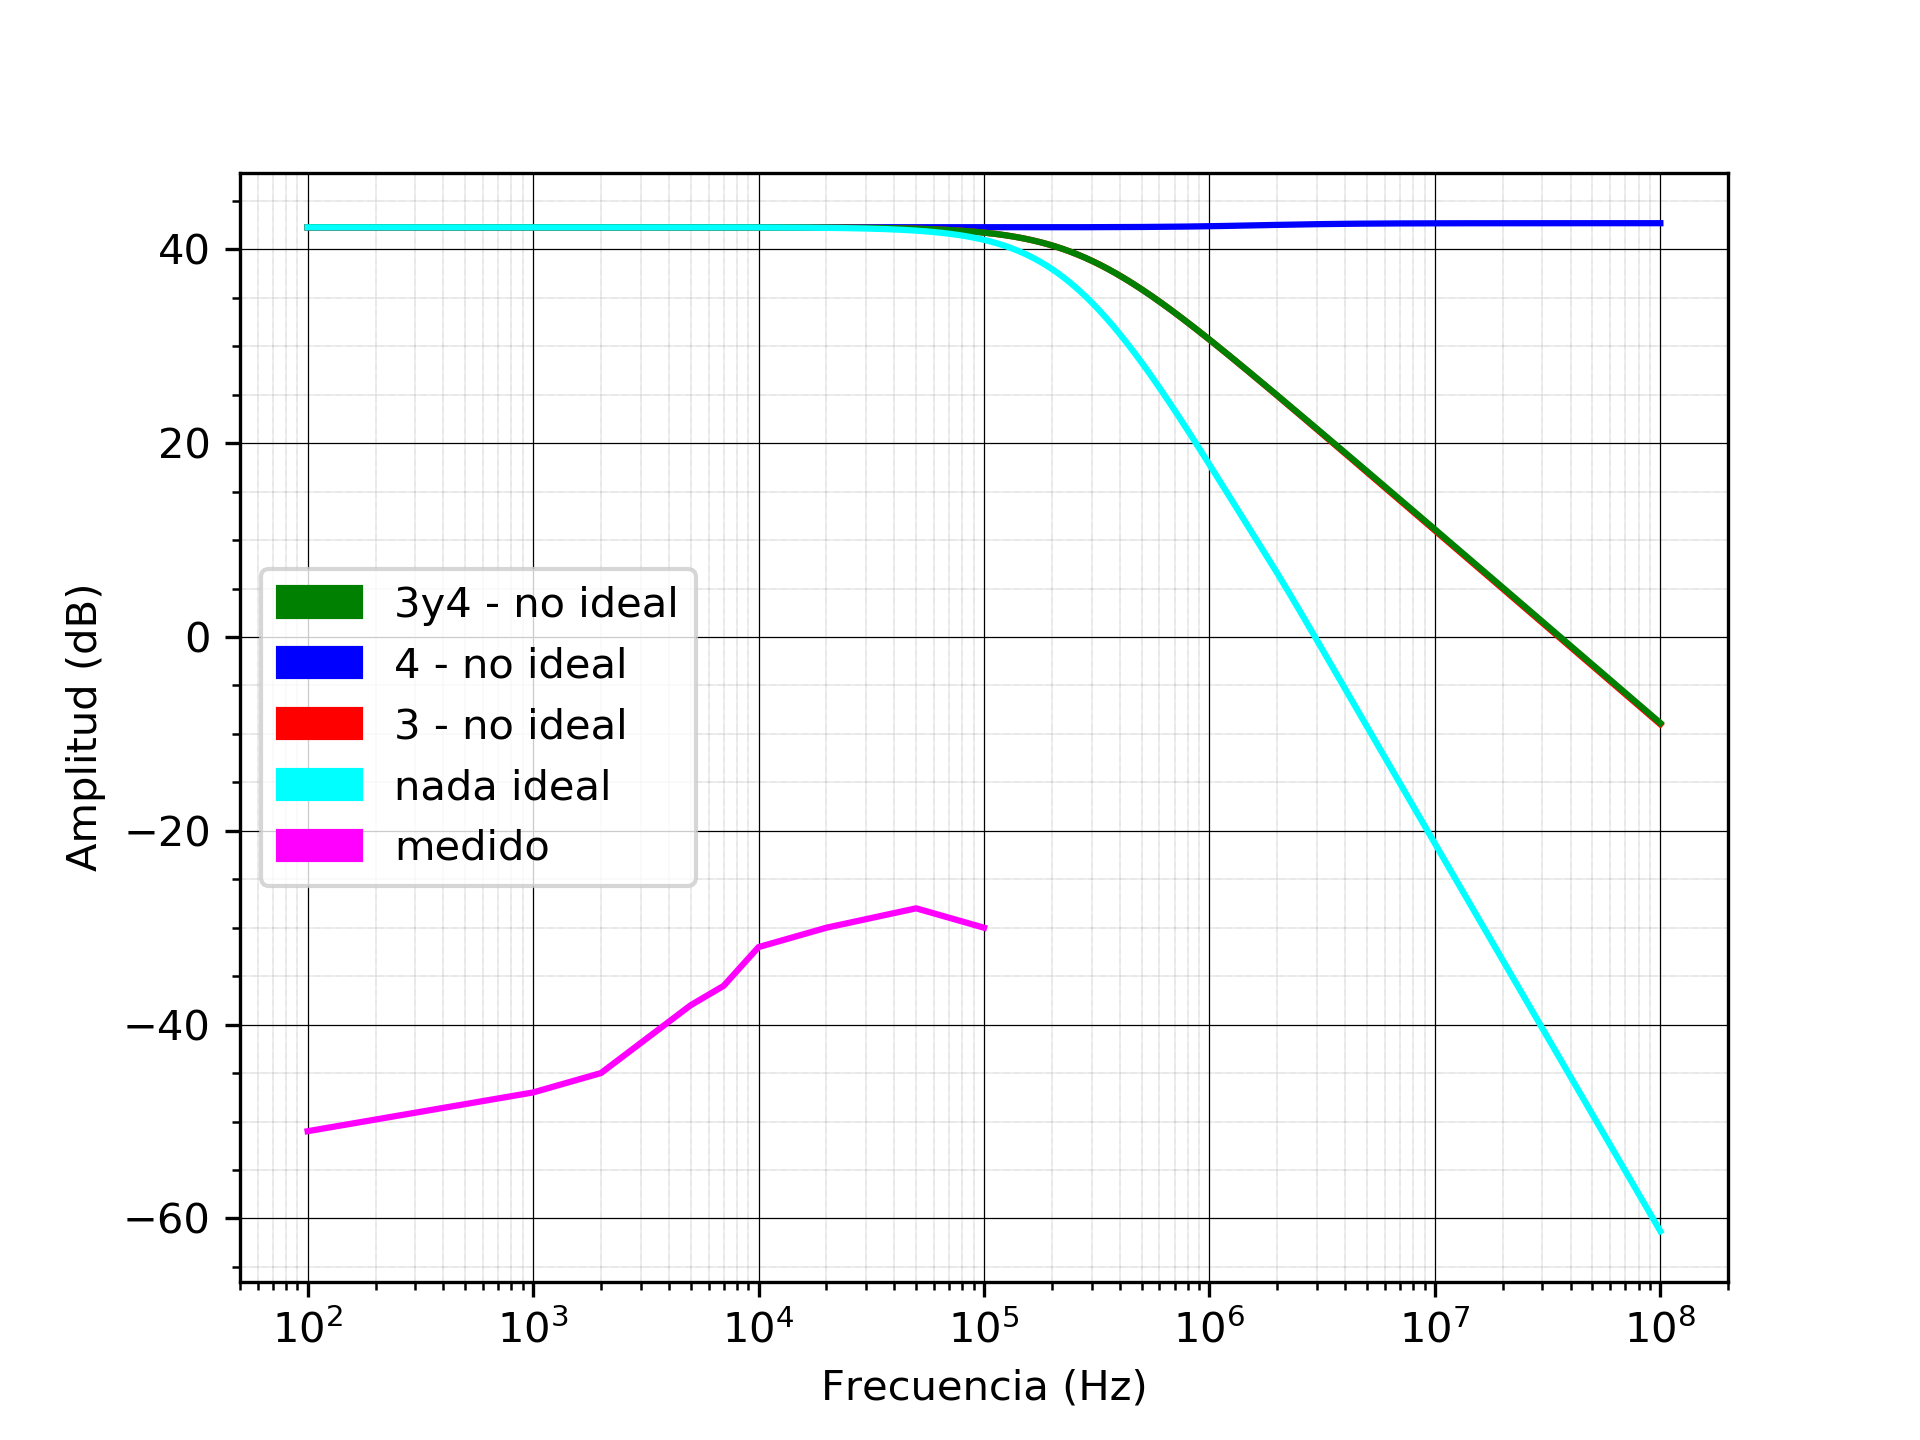 40
20
0
−20
−40
−60
Amplitud (dB)
3y4 - no ideal
4 - no ideal
3 - no ideal
nada ideal
medido
10² 10³ 10⁴ 10⁵ 10⁶ 10⁷ 10⁸
Frecuencia (Hz)